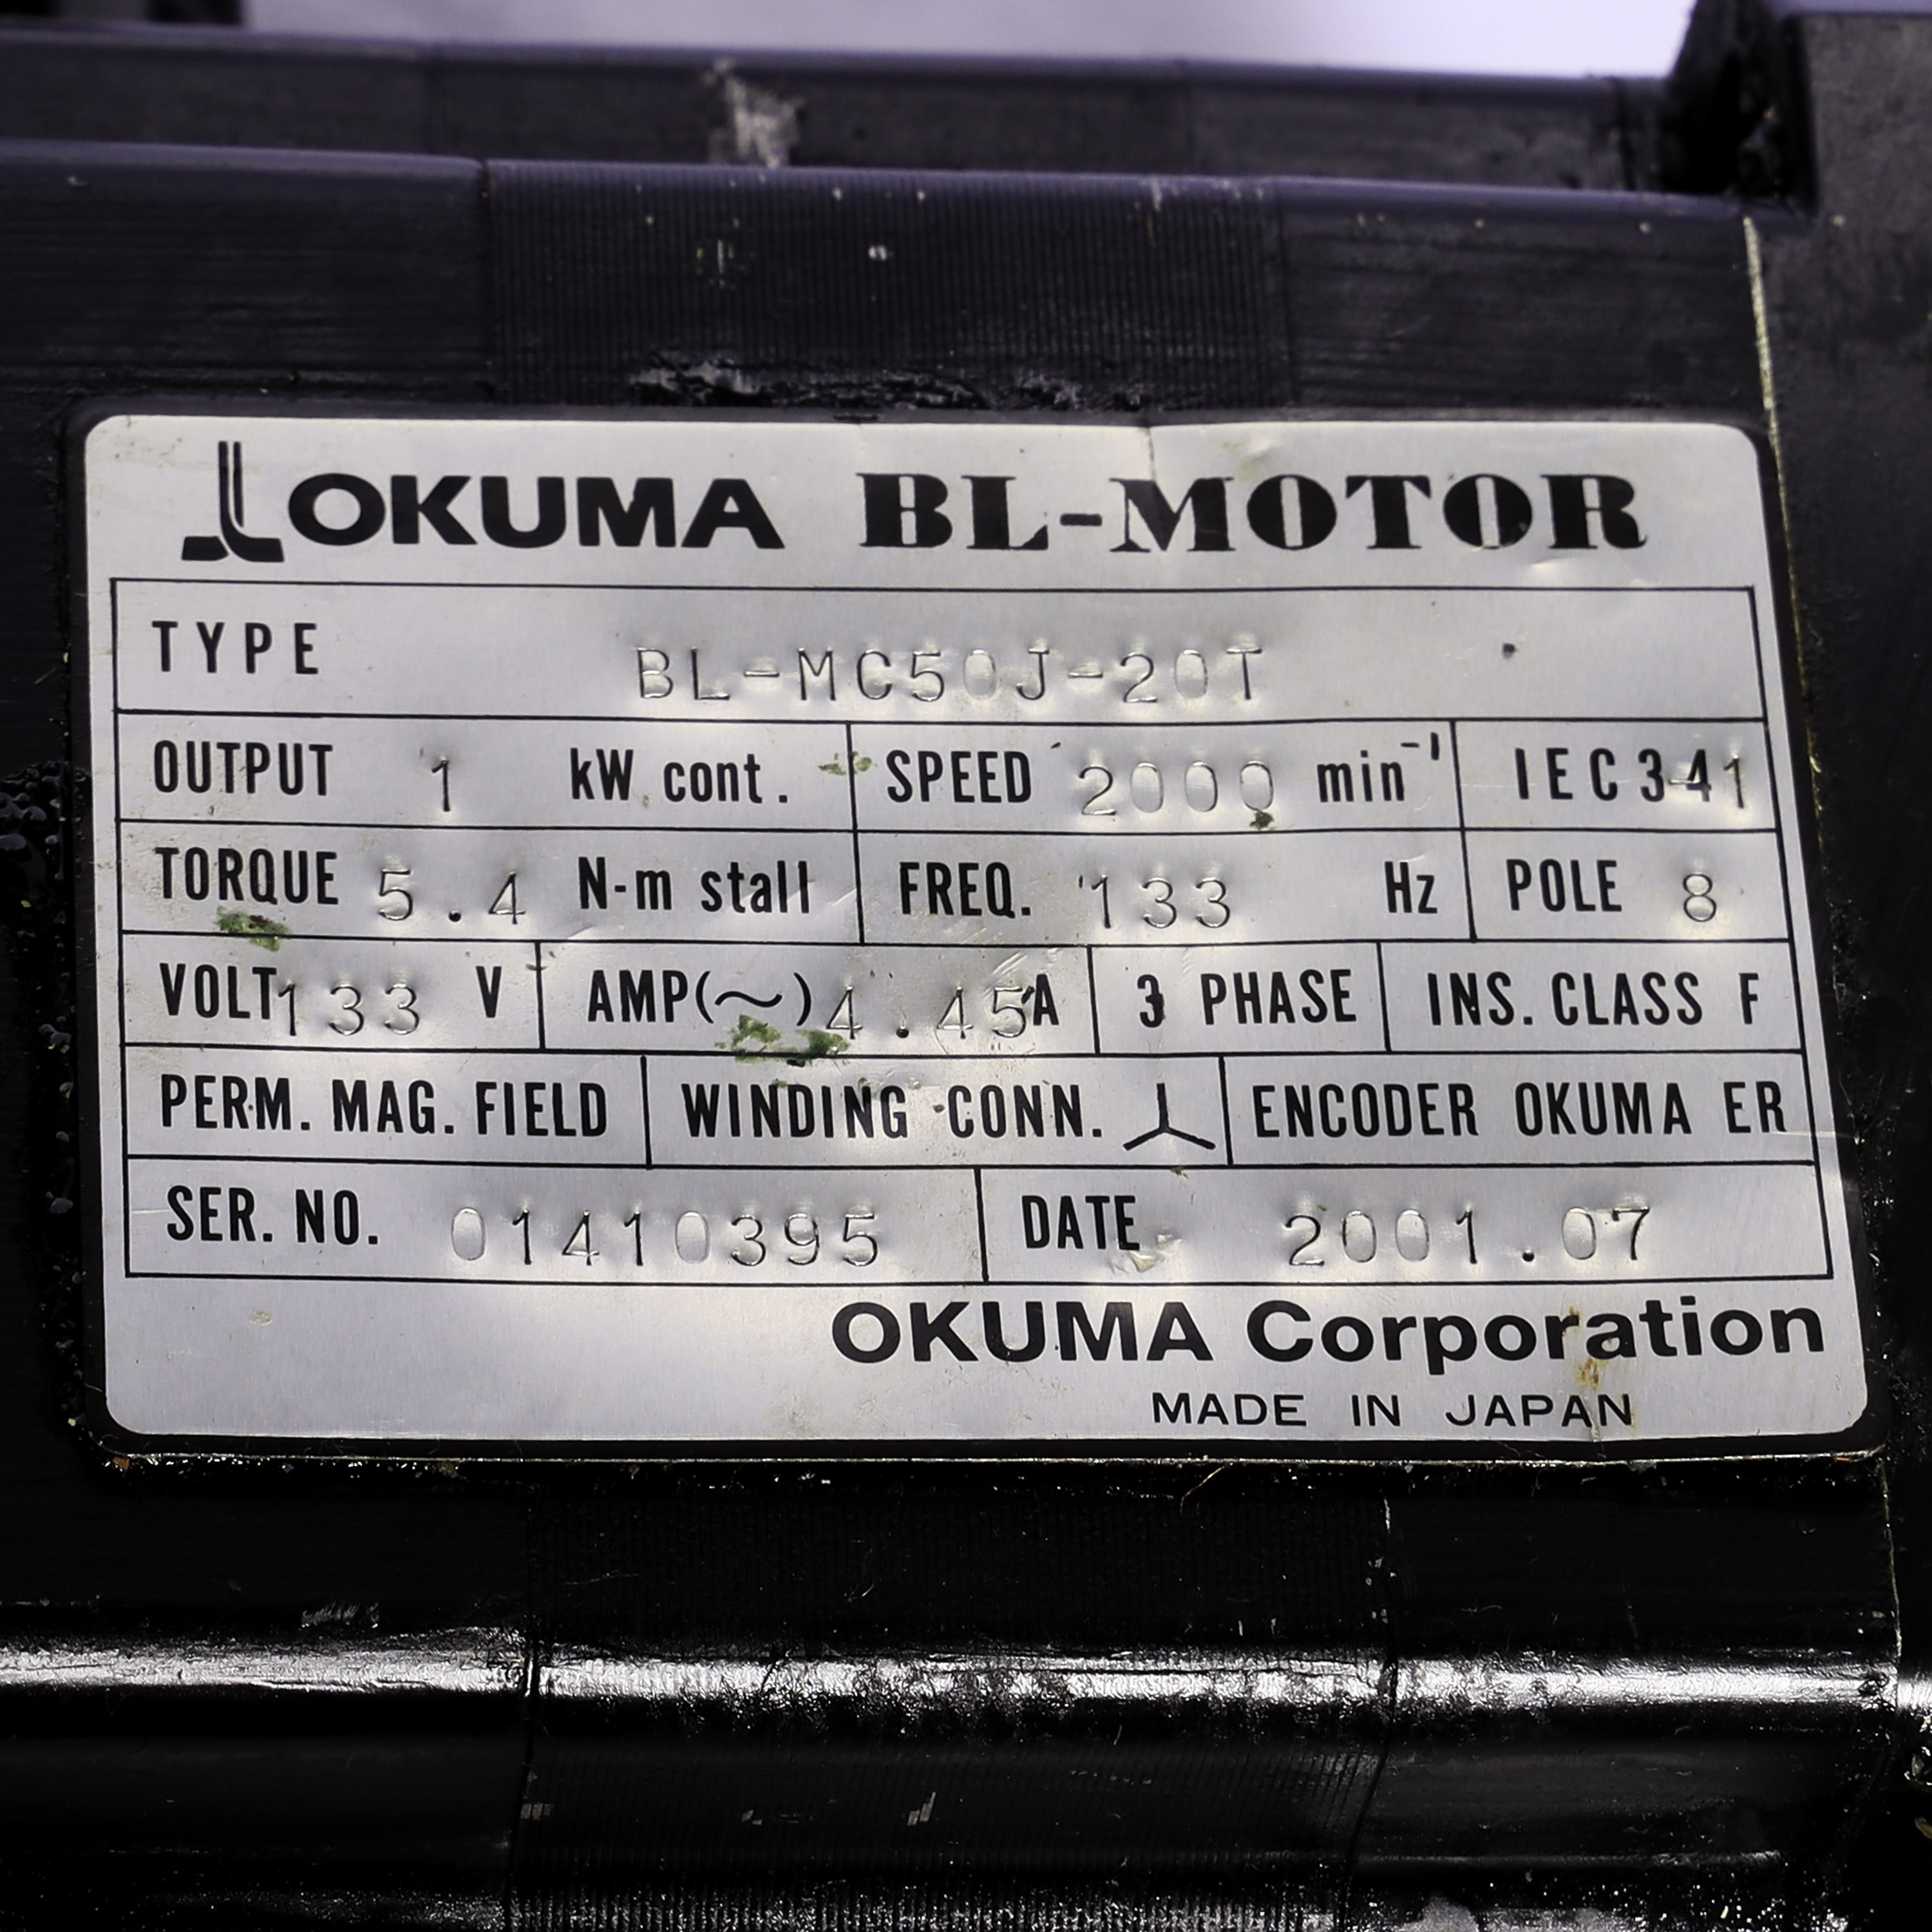 OKUMA BL-MOTOR
TYPE BL-MC50J-20T
OUTPUT 1 kW cont. SPEED 2000 min⁻¹ IEC 34-1
TORQUE 5.4 N-m stall FREQ. 133 Hz POLE 8
VOLT 133 V AMP(~) 4.45 A 3 PHASE INS. CLASS F
PERM. MAG. FIELD WINDING CONN. ENCODER OKUMA ER
SER. NO. 01410395 DATE 2001.07
OKUMA Corporation
MADE IN JAPAN